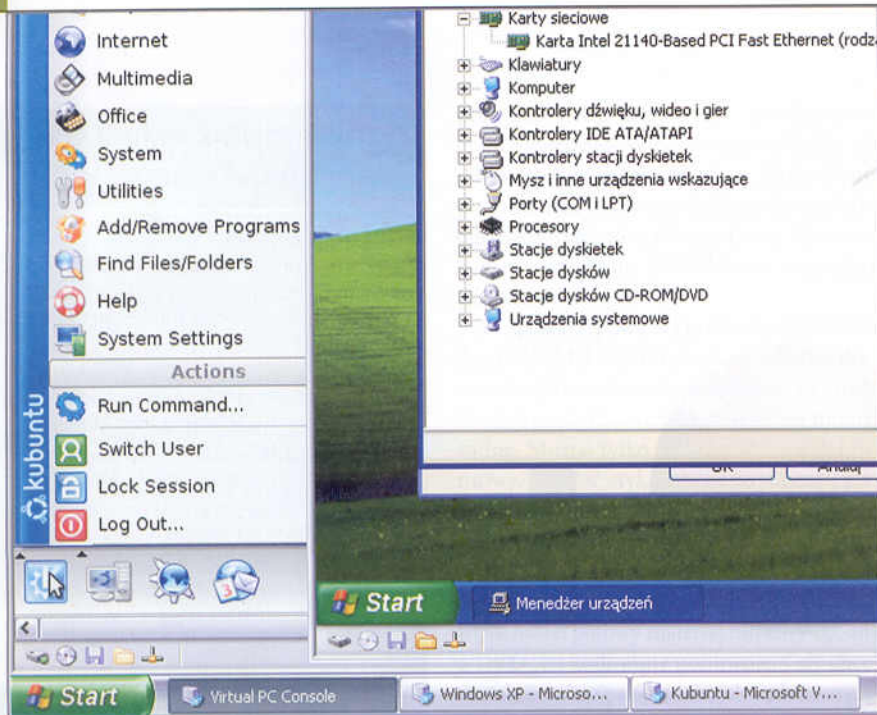 Internet
Multimedia
Office
System
Utilities
Add/Remove Programs
Find Files/Folders
Help
System Settings
Actions
Run Command...
Switch User
Lock Session
Log Out...
kubuntu
3
Karty sieciowe
Karta Intel 21140-Based PCI Fast Ethernet (rodza
Klawiatury
Komputer
Kontrolery dźwięku, wideo i gier
Kontrolery IDE ATA/ATAPI
Kontrolery stacji dyskietek
Mysz i inne urządzenia wskazujące
Porty (COM i LPT)
Procesory
Stacje dyskietek
Stacje dysków
Stacje dysków CD-ROM/DVD
Urządzenia systemowe
Start
Menedżer urządzeń
Start
Virtual PC Console
Windows XP - Microso...
Kubuntu - Microsoft V...